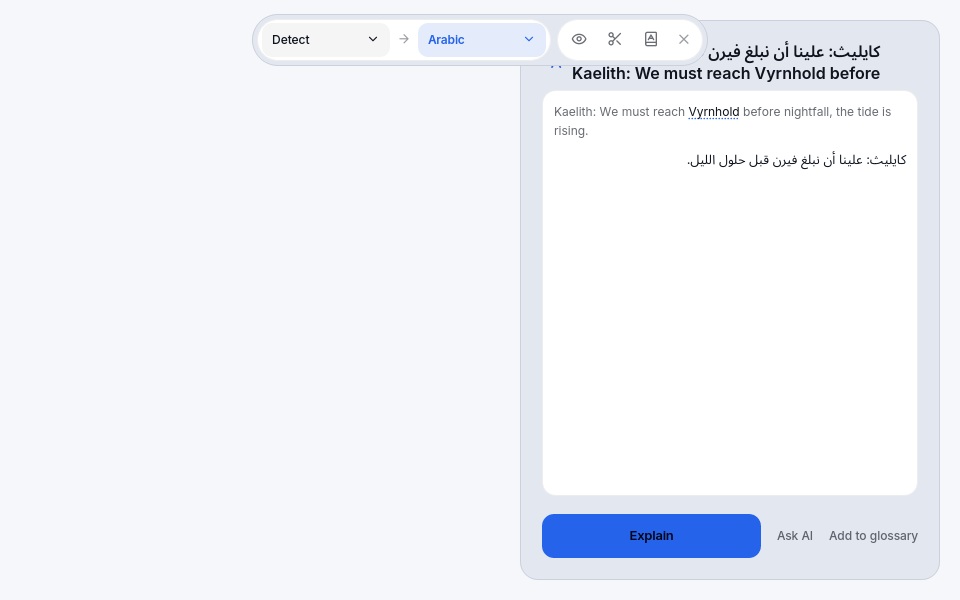 Detect
Arabic
كايليث: علينا أن نبلغ فيرن
Kaelith: We must reach Vyrnhold before
Kaelith: We must reach Vyrnhold before nightfall, the tide is
rising.
كايليث: علينا أن نبلغ فيرن قبل حلول الليل.
Explain
Ask AI
Add to glossary